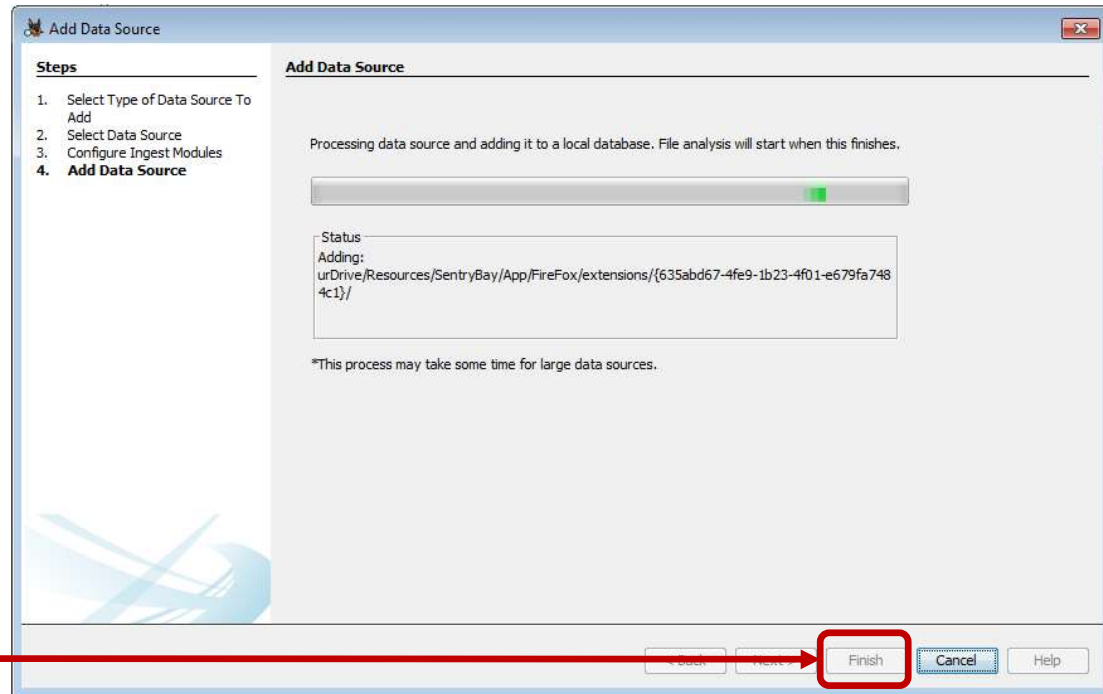 Add Data Source
Steps
1. Select Type of Data Source To
Add
2. Select Data Source
3. Configure Ingest Modules
4. Add Data Source
Add Data Source
Processing data source and adding it to a local database. File analysis will start when this finishes.
Status
Adding:
urDrive/Resources/SentryBay/App/FireFox/extensions/{635abd67-4fe9-1b23-4f01-e679fa748
4c1}/
*This process may take some time for large data sources.
< Back Next > Finish Cancel Help